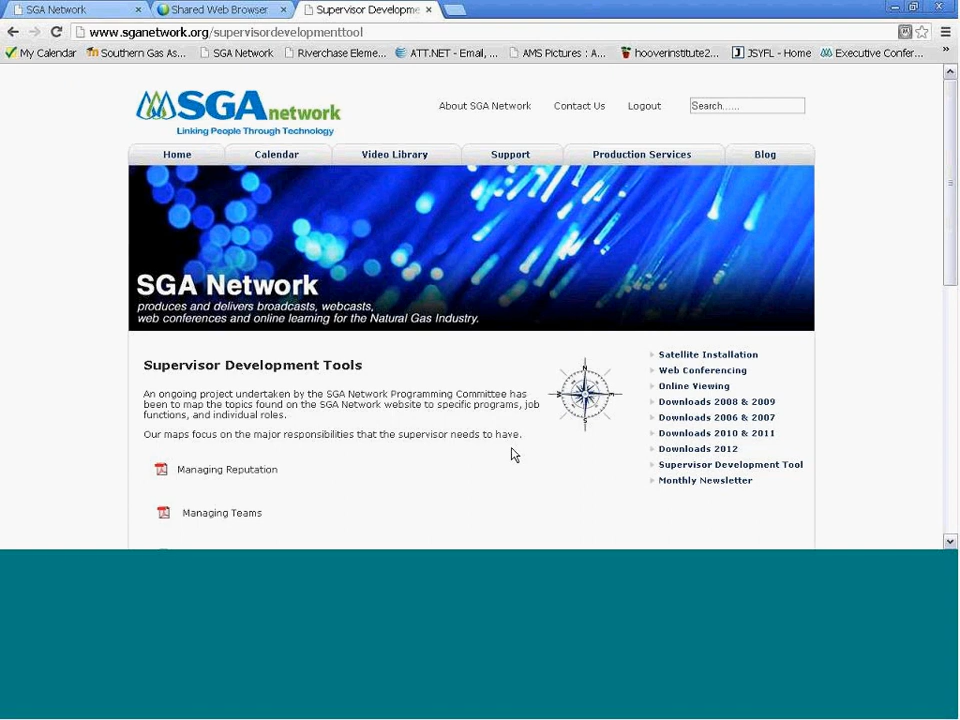 SGA Network
Shared Web Browser
Supervisor Developme
www.sganetwork.org/supervisordevelopmenttool
My Calendar
Southern Gas As...
SGA Network
Riverchase Eleme...
ATT.NET - Email, ...
AMS Pictures : A...
hooverinstitute2...
JSYFL - Home
Executive Confer...
»
SGAnetwork
Linking People Through Technology
About SGA Network
Contact Us
Logout
Search......
Home
Calendar
Video Library
Support
Production Services
Blog
SGA Network
produces and delivers broadcasts, webcasts,
web conferences and online learning for the Natural Gas Industry.
Supervisor Development Tools
An ongoing project undertaken by the SGA Network Programming Committee has
been to map the topics found on the SGA Network website to specific programs, job
functions, and individual roles.
Our maps focus on the major responsibilities that the supervisor needs to have.
Managing Reputation
Managing Teams
N
E
S
Satellite Installation
Web Conferencing
Online Viewing
Downloads 2008 & 2009
Downloads 2006 & 2007
Downloads 2010 & 2011
Downloads 2012
Supervisor Development Tool
Monthly Newsletter